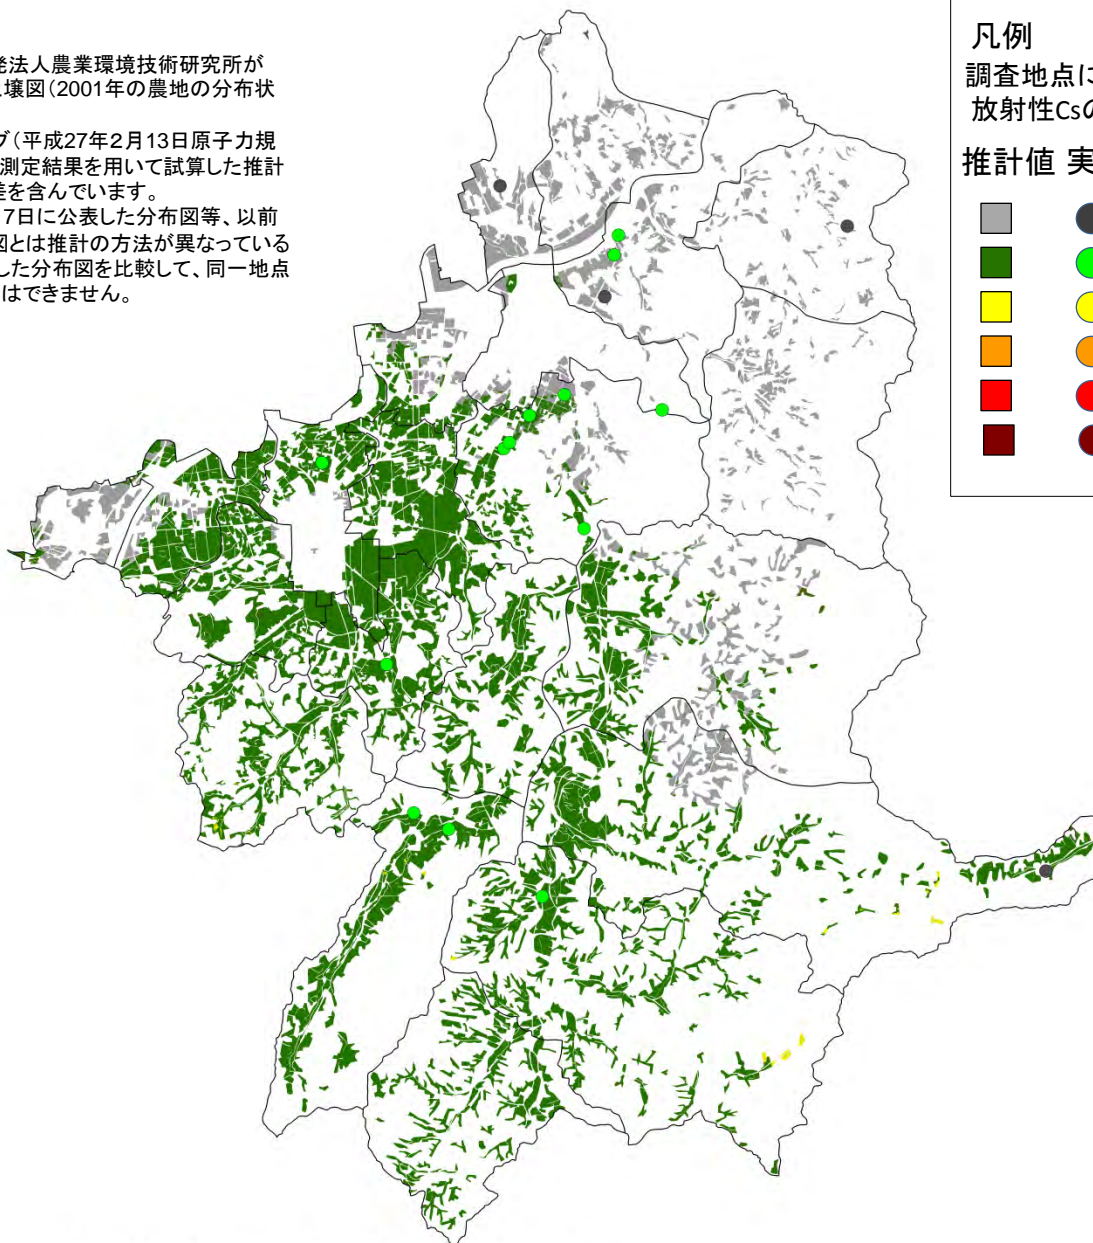 発法人農業環境技術研究所が
壌図(2001年の農地の分布状
ブ(平成27年2月13日原子力規
測定結果を用いて試算した推計
差を含んでいます。
17日に公表した分布図等、以前
図とは推計の方法が異なっている
した分布図を比較して、同一地点
はできません。
凡例
調査地点に
放射性Csの
推計値 実